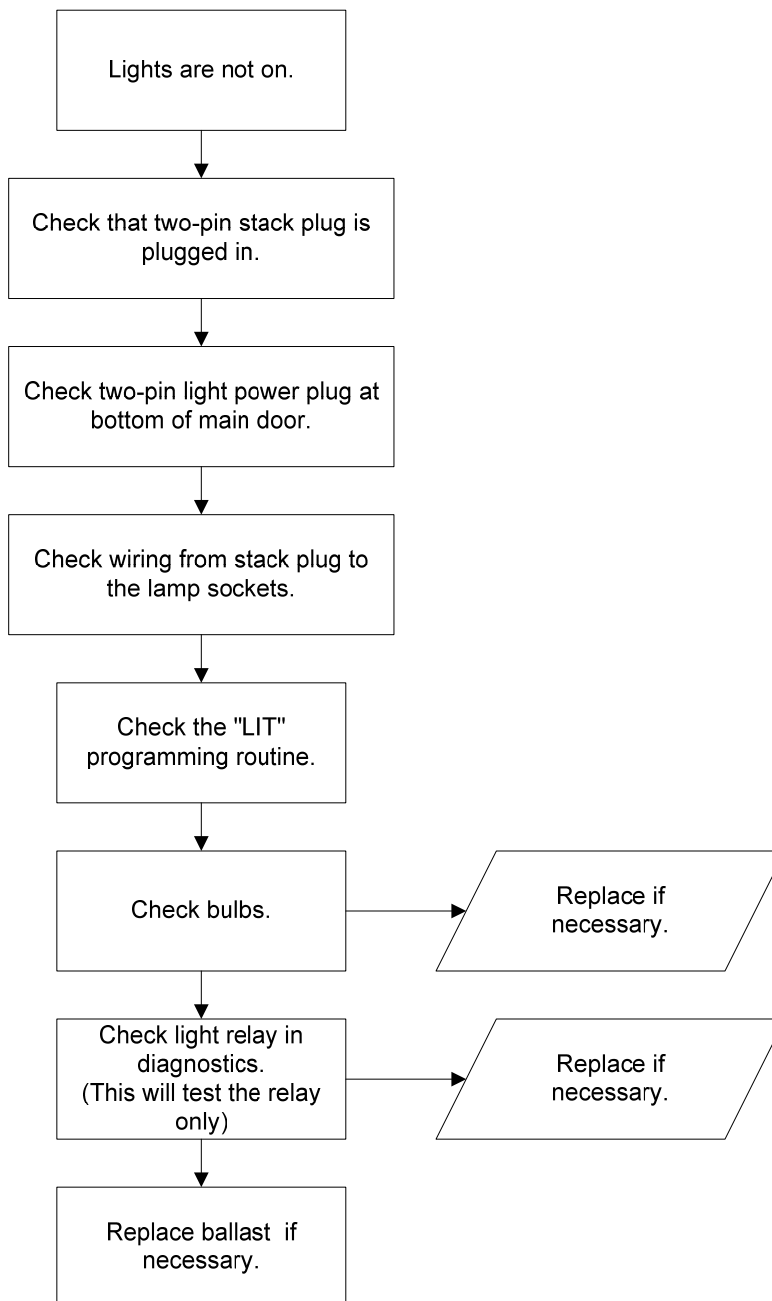 Lights are not on.
Check that two-pin stack plug is
plugged in.
Check two-pin light power plug at
bottom of main door.
Check wiring from stack plug to
the lamp sockets.
Check the "LIT"
programming routine.
Check bulbs.
Replace if
necessary.
Check light relay in
diagnostics.
(This will test the relay
only)
Replace if
necessary.
Replace ballast if
necessary.